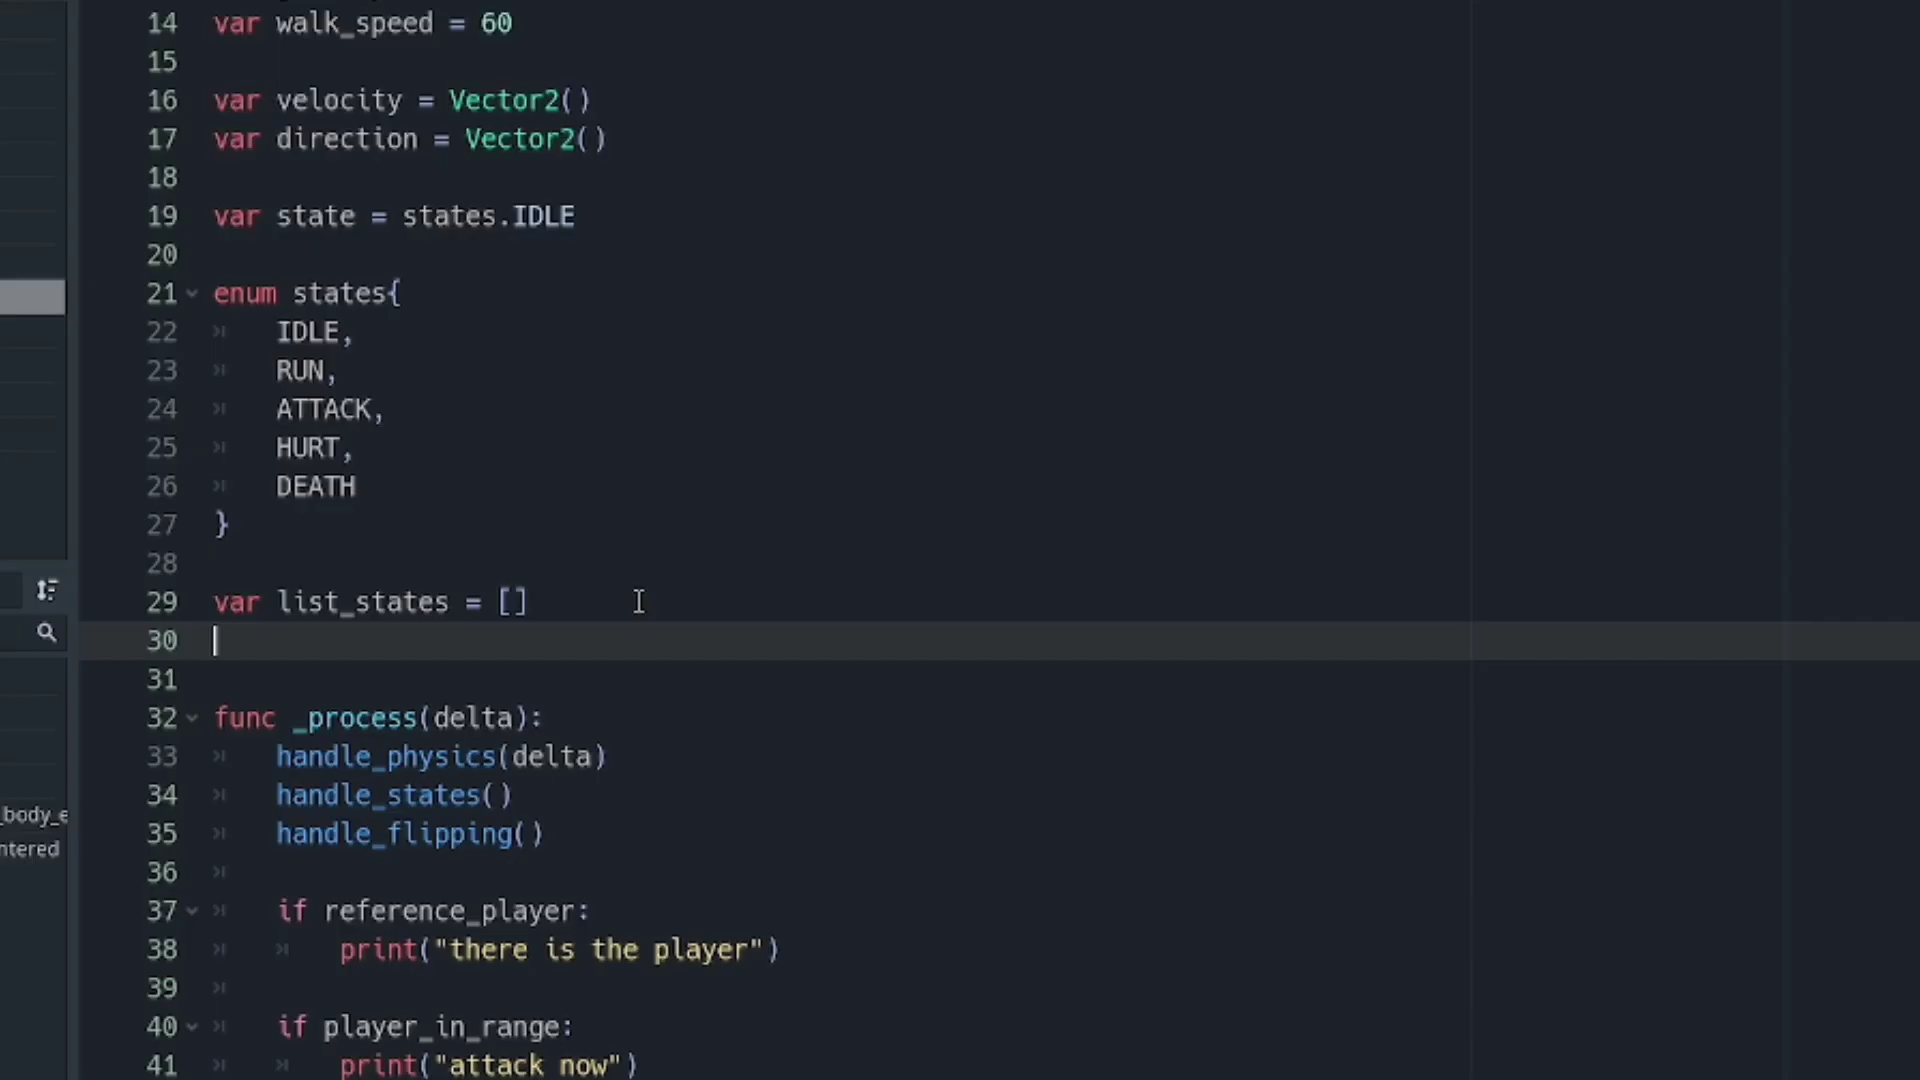 14 var walk_speed = 60
15
16 var velocity = Vector2()
17 var direction = Vector2()
18
19 var state = states.IDLE
20
21 enum states{
22 IDLE,
23 RUN,
24 ATTACK,
25 HURT,
26 DEATH
27 }
28
29 var list_states = []
30
31
32 func _process(delta):
33 handle_physics(delta)
34 handle_states()
_body_e
35 handle_flipping()
ntered
36
37 if reference_player:
38 print("there is the player")
39
40 if player_in_range:
41 print("attack now")